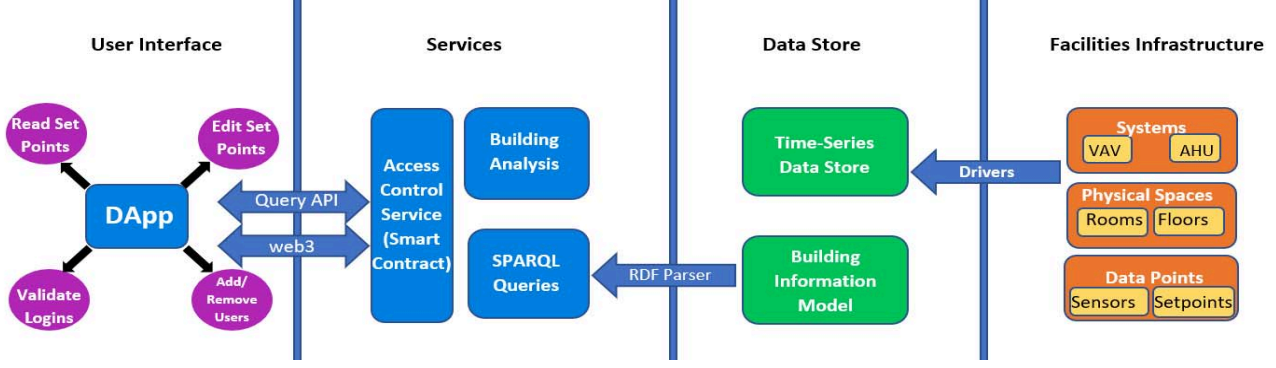 User Interface
Services
Data Store
Facilities Infrastructure
Read Set
Points
Edit Set
Points
DApp
Validate
Logins
Add/
Remove
Users
Query API
web3
Access
Control
Service
(Smart
Contract)
Building
Analysis
SPARQL
Queries
RDF Parser
Time-Series
Data Store
Building
Information
Model
Drivers
Systems
VAV
AHU
Physical Spaces
Rooms
Floors
Data Points
Sensors
Setpoints